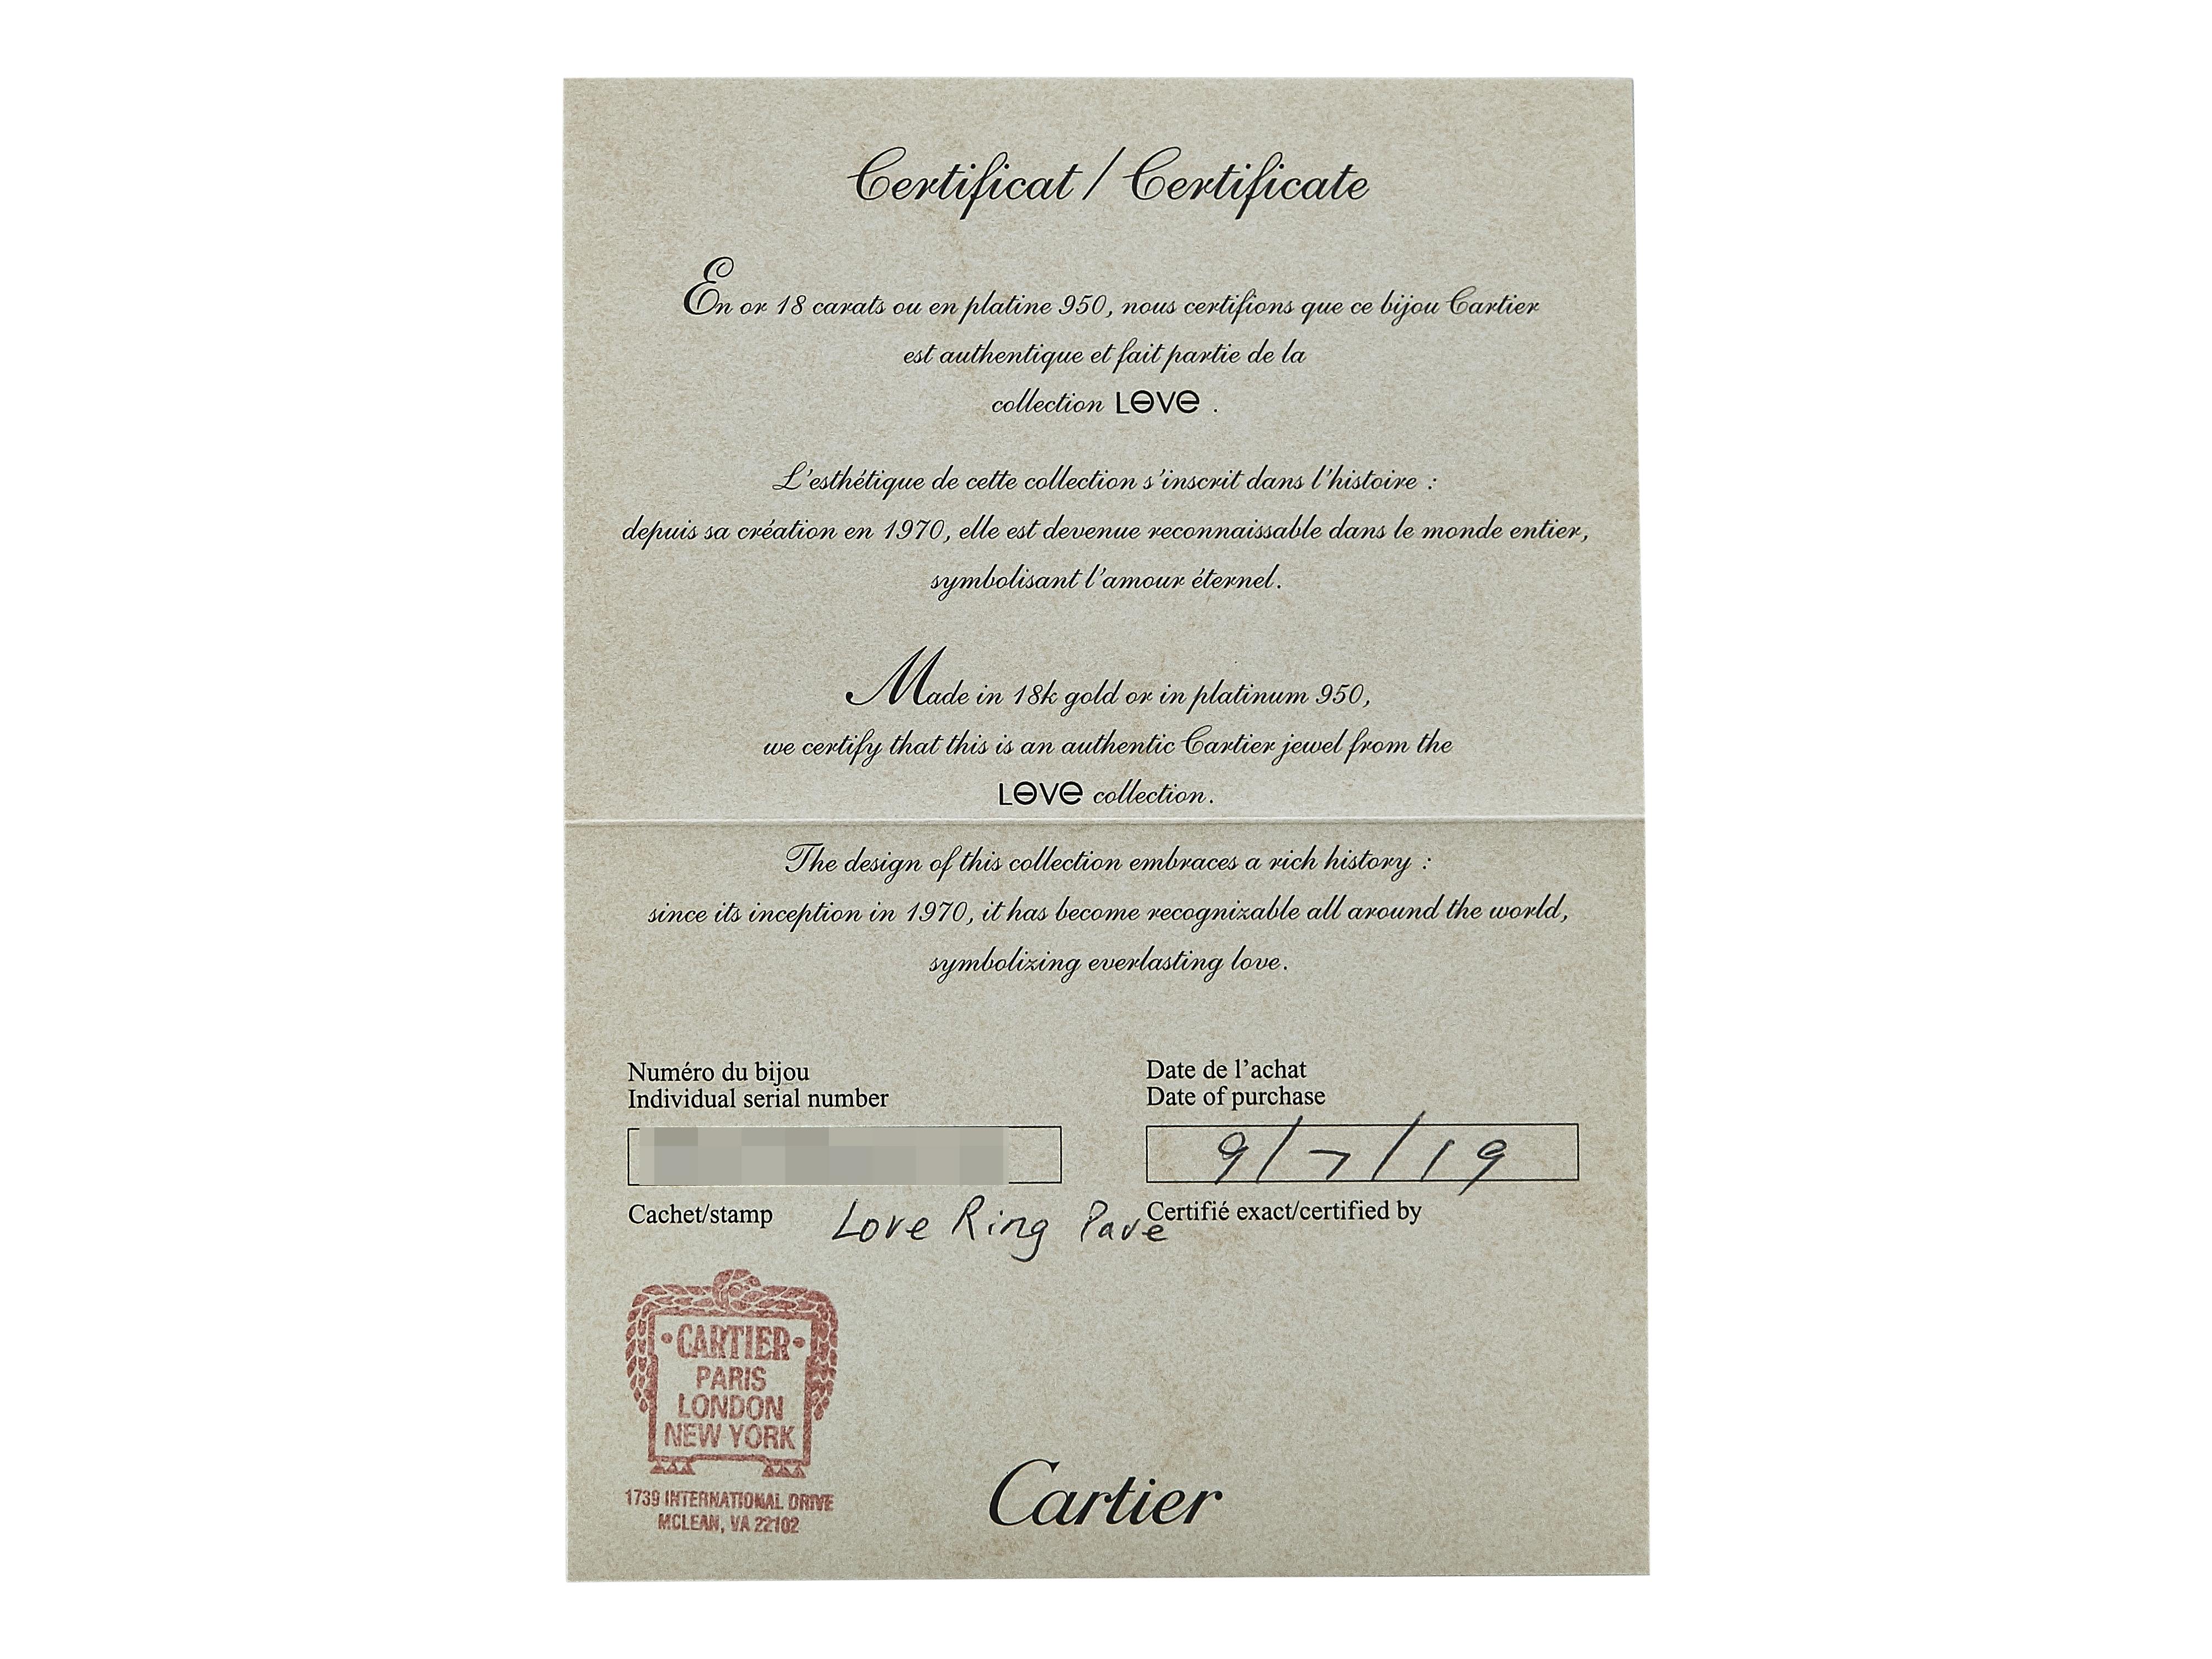 Certificat / Certificate
En or 18 carats ou en platine 950, nous certifions que ce bijou Cartier
est authentique et fait partie de la
collection LOVE .
L'esthétique de cette collection s'inscrit dans l'histoire :
depuis sa création en 1970, elle est devenue reconnaissable dans le monde entier,
symbolisant l'amour éternel.
Made in 18k gold or in platinum 950,
we certify that this is an authentic Cartier jewel from the
LOVE collection.
The design of this collection embraces a rich history :
since its inception in 1970, it has become recognizable all around the world,
symbolizing everlasting love.
Numéro du bijou
Individual serial number
Date de l'achat
Date of purchase
9/7/19
Cachet/stamp
Love Ring Pave
Certifié exact/certified by
·CARTIER·
PARIS
LONDON
NEW YORK
1739 INTERNATIONAL DRIVE
MCLEAN, VA 22102
Cartier